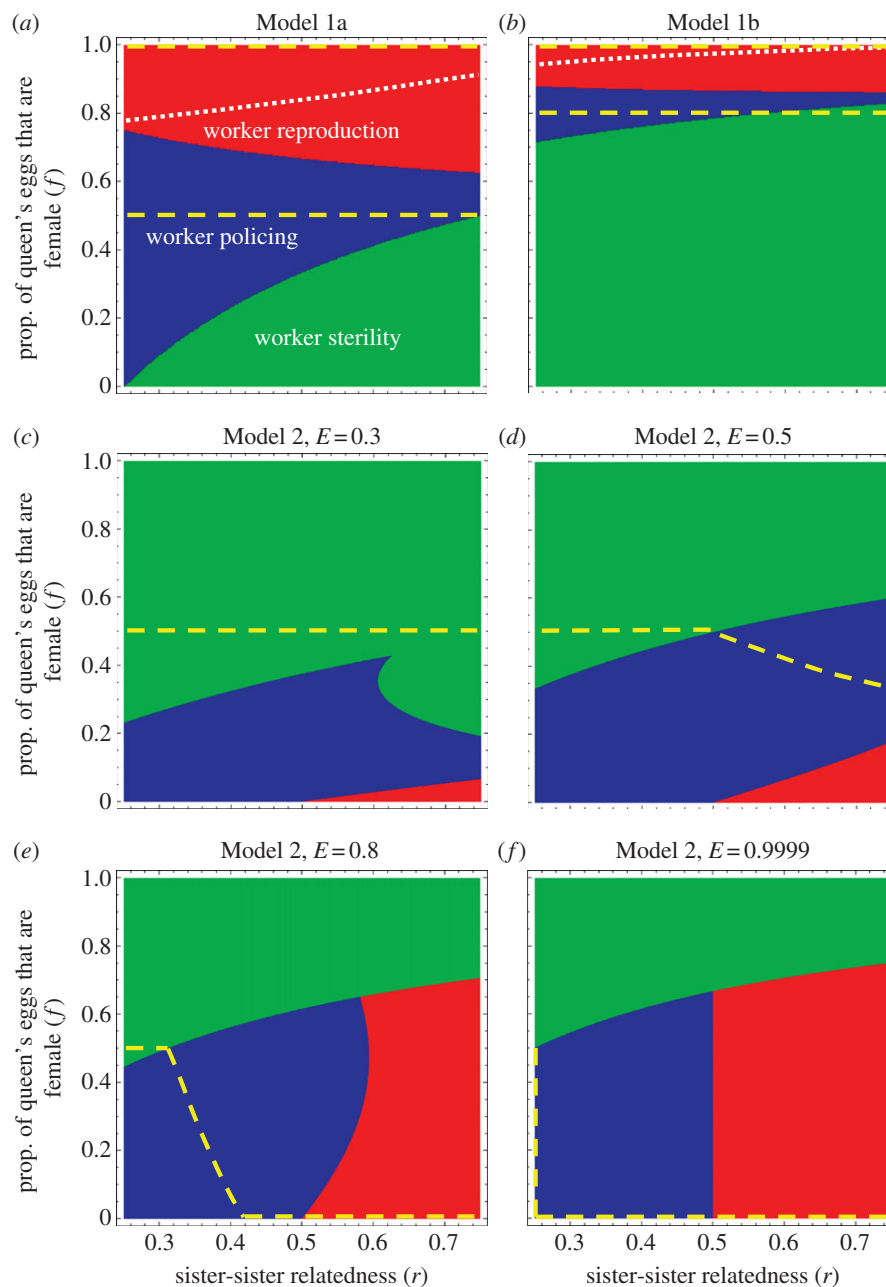 (a) Model 1a
(b) Model 1b
prop. of queen's eggs that are
female (f)
1.0
0.8
0.6
0.4
0.2
0
worker reproduction
worker policing
worker sterility
(c) Model 2, E = 0.3
(d) Model 2, E = 0.5
prop. of queen's eggs that are
female (f)
1.0
0.8
0.6
0.4
0.2
0
(e) Model 2, E = 0.8
(f) Model 2, E = 0.9999
prop. of queen's eggs that are
female (f)
1.0
0.8
0.6
0.4
0.2
0
0.3 0.4 0.5 0.6 0.7
0.3 0.4 0.5 0.6 0.7
sister-sister relatedness (r)
sister-sister relatedness (r)